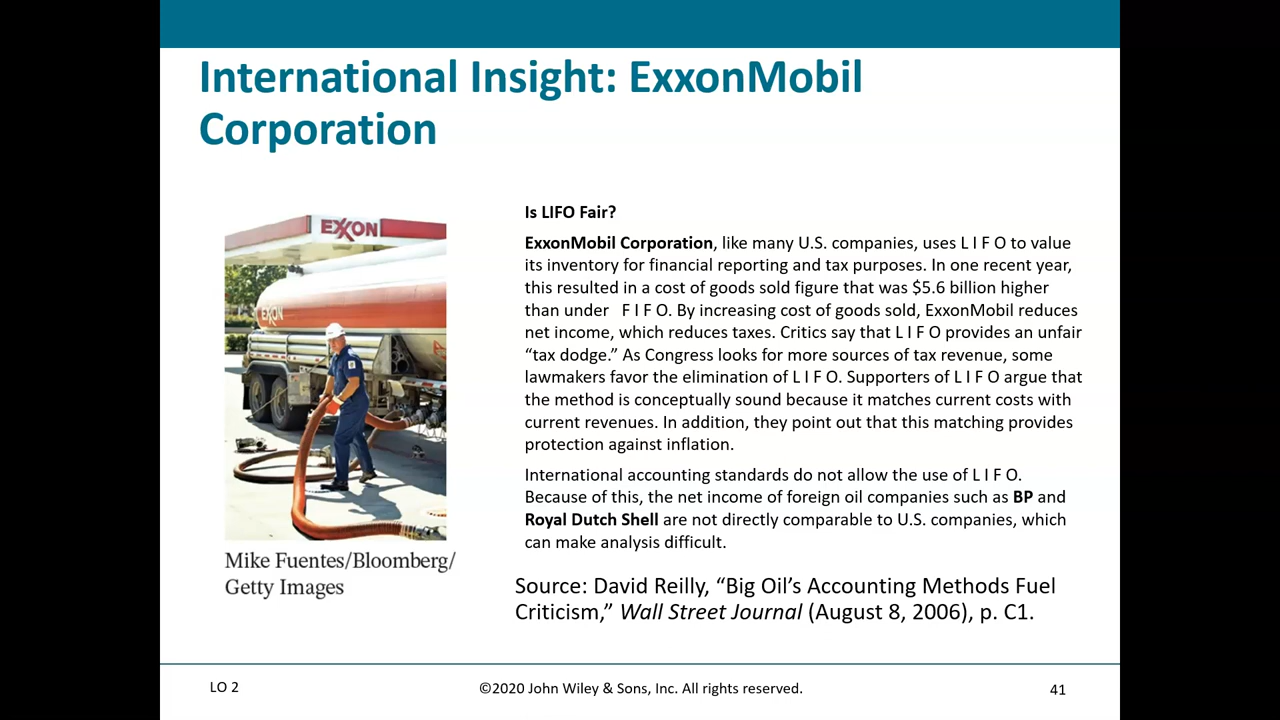 International Insight: ExxonMobil
Corporation
EXXON
EXXON
Mike Fuentes/Bloomberg/
Getty Images
Is LIFO Fair?
ExxonMobil Corporation, like many U.S. companies, uses L I F O to value
its inventory for financial reporting and tax purposes. In one recent year,
this resulted in a cost of goods sold figure that was $5.6 billion higher
than under F I F O. By increasing cost of goods sold, ExxonMobil reduces
net income, which reduces taxes. Critics say that L I F O provides an unfair
“tax dodge.” As Congress looks for more sources of tax revenue, some
lawmakers favor the elimination of L I F O. Supporters of L I F O argue that
the method is conceptually sound because it matches current costs with
current revenues. In addition, they point out that this matching provides
protection against inflation.
International accounting standards do not allow the use of L I F O.
Because of this, the net income of foreign oil companies such as BP and
Royal Dutch Shell are not directly comparable to U.S. companies, which
can make analysis difficult.
Source: David Reilly, “Big Oil’s Accounting Methods Fuel
Criticism,” Wall Street Journal (August 8, 2006), p. C1.
LO 2
©2020 John Wiley & Sons, Inc. All rights reserved.
41